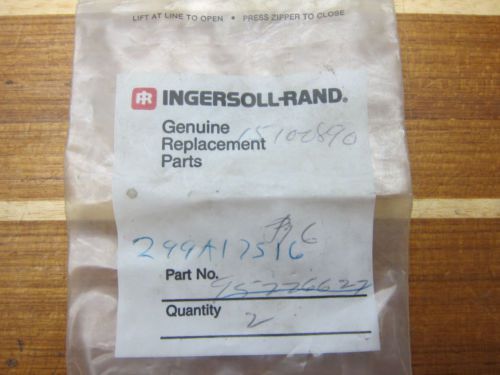 LIFT AT LINE TO OPEN • PRESS ZIPPER TO CLOSE
IR INGERSOLL-RAND®
Genuine 15100890
Replacement
Parts
299A17516
Part No. 95226622
Quantity 2